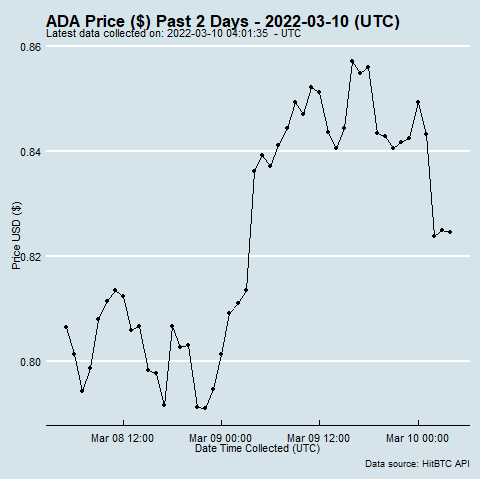 ADA Price ($) Past 2 Days - 2022-03-10 (UTC)
Latest data collected on: 2022-03-10 04:01:35  - UTC
0.86
0.84
0.82
0.80
Price USD ($)
Mar 08 12:00
Mar 09 00:00
Mar 09 12:00
Mar 10 00:00
Date Time Collected (UTC)
Data source: HitBTC API